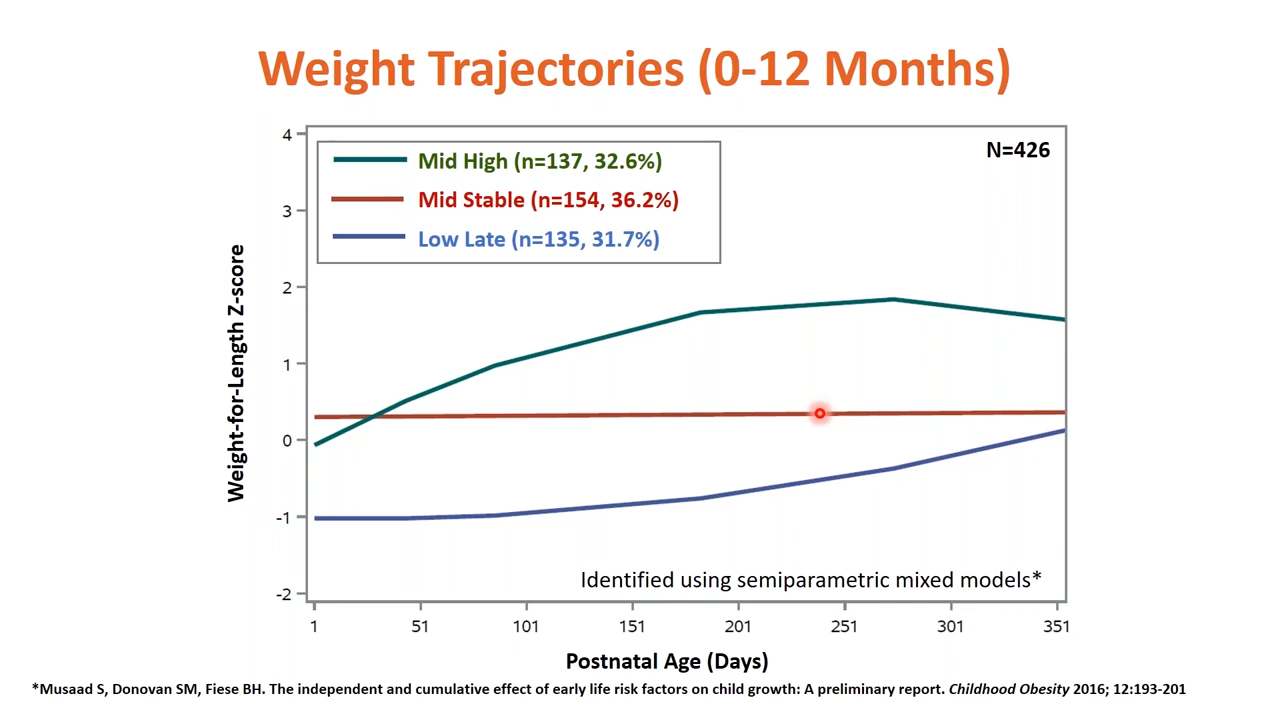 Weight Trajectories (0-12 Months)
4
3
2
1
0
-1
-2
Weight-for-Length Z-score
Mid High (n=137, 32.6%)
Mid Stable (n=154, 36.2%)
Low Late (n=135, 31.7%)
N=426
Identified using semiparametric mixed models*
1 51 101 151 201 251 301 351
Postnatal Age (Days)
*Musaad S, Donovan SM, Fiese BH. The independent and cumulative effect of early life risk factors on child growth: A preliminary report. Childhood Obesity 2016; 12:193-201